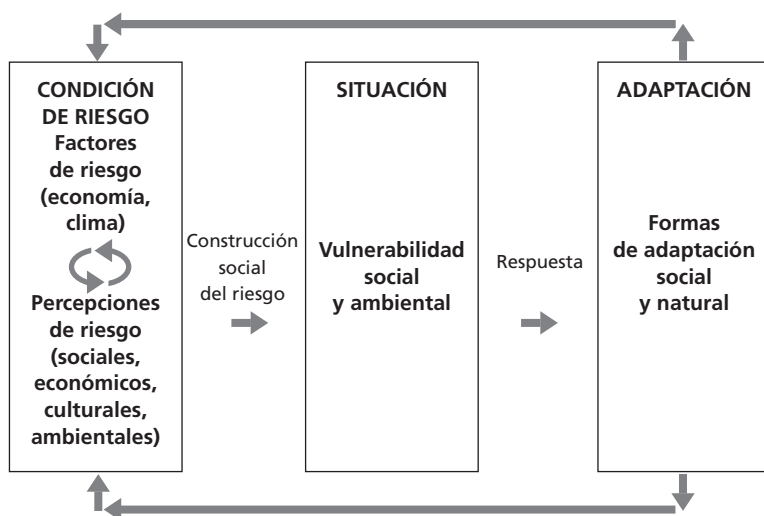 CONDICIÓN
DE RIESGO
Factores
de riesgo
(economía,
clima)
Percepciones
de riesgo
(sociales,
económicos,
culturales,
ambientales)
Construcción
social
del riesgo
SITUACIÓN
Vulnerabilidad
social
y ambiental
Respuesta
ADAPTACIÓN
Formas
de adaptación
social
y natural